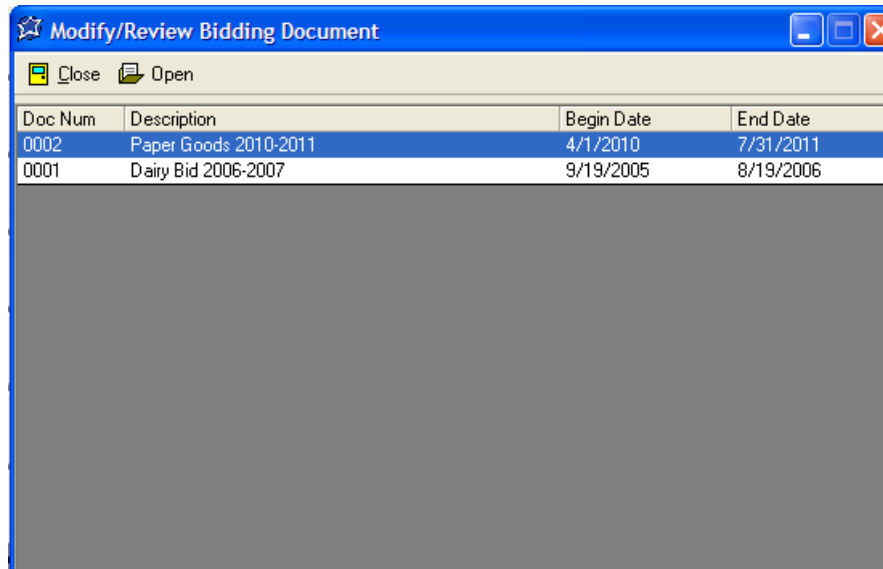 Modify/Review Bidding Document
Close Open
Doc Num Description Begin Date End Date
0002 Paper Goods 2010-2011 4/1/2010 7/31/2011
0001 Dairy Bid 2006-2007 9/19/2005 8/19/2006